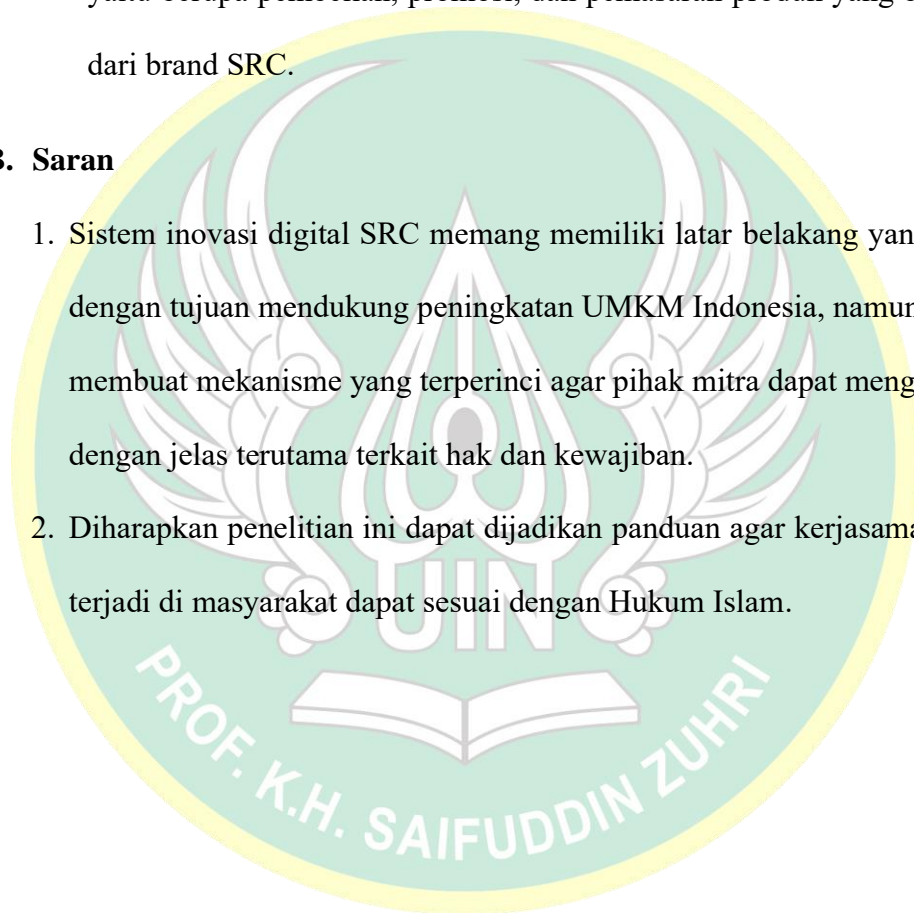 dari brand SRC.
B. Saran
1. Sistem inovasi digital SRC memang memiliki latar belakang
dengan tujuan mendukung peningkatan UMKM Indonesia,
membuat mekanisme yang terperinci agar pihak mitra dapat
dengan jelas terutama terkait hak dan kewajiban.
2. Diharapkan penelitian ini dapat dijadikan panduan agar kerjasama
terjadi di masyarakat dapat sesuai dengan Hukum Islam.
UIN
PROF. K.H. SAIFUDDIN ZUHRI